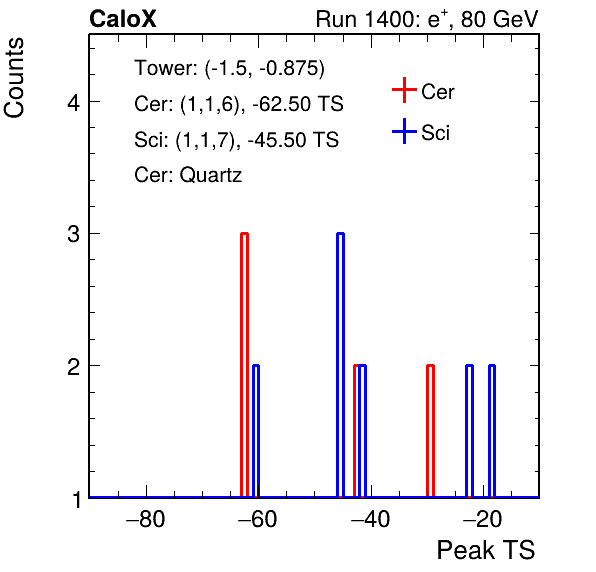 CaloX Run 1400: e⁺, 80 GeV
Counts
Tower: (-1.5, -0.875)
Cer: (1,1,6), -62.50 TS
Sci: (1,1,7), -45.50 TS
Cer: Quartz
Cer
Sci
4
3
2
1
−80 −60 −40 −20
Peak TS